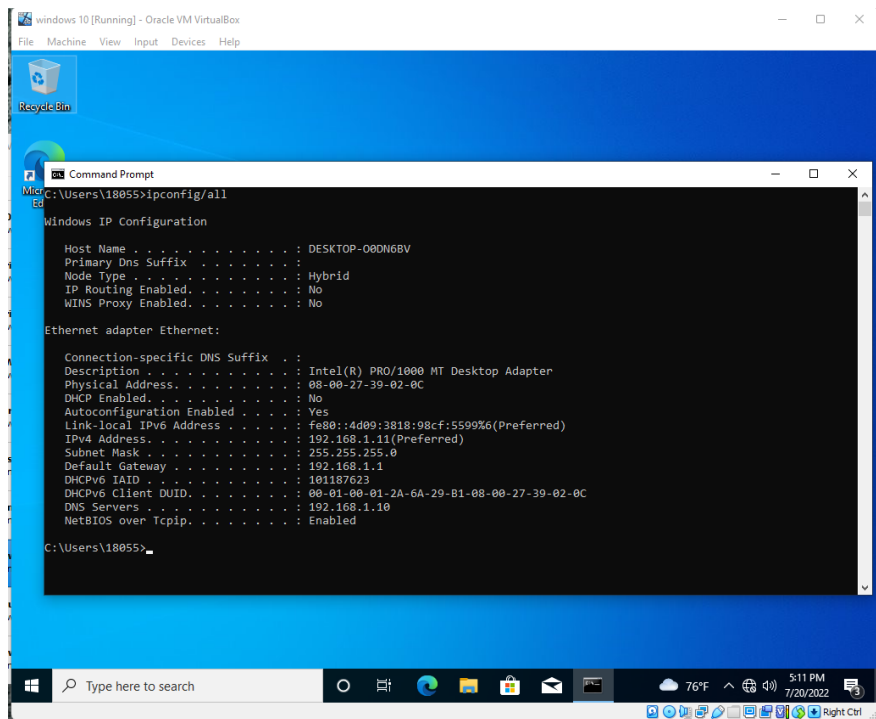 windows 10 [Running] - Oracle VM VirtualBox
File Machine View Input Devices Help
Recycle Bin
Command Prompt
Micr
Ed
C:\Users\18055>ipconfig/all
Windows IP Configuration
Host Name . . . . . . . . . . . . : DESKTOP-O0DN6BV
Primary Dns Suffix . . . . . . . :
Node Type . . . . . . . . . . . . : Hybrid
IP Routing Enabled. . . . . . . . : No
WINS Proxy Enabled. . . . . . . . : No
Ethernet adapter Ethernet:
Connection-specific DNS Suffix . :
Description . . . . . . . . . . . : Intel(R) PRO/1000 MT Desktop Adapter
Physical Address. . . . . . . . . : 08-00-27-39-02-0C
DHCP Enabled. . . . . . . . . . . : No
Autoconfiguration Enabled . . . . : Yes
Link-local IPv6 Address . . . . . : fe80::4d09:3818:98cf:5599%6(Preferred)
IPv4 Address. . . . . . . . . . . : 192.168.1.11(Preferred)
Subnet Mask . . . . . . . . . . . : 255.255.255.0
Default Gateway . . . . . . . . . : 192.168.1.1
DHCPv6 IAID . . . . . . . . . . . : 101187623
DHCPv6 Client DUID. . . . . . . . : 00-01-00-01-2A-6A-29-B1-08-00-27-39-02-0C
DNS Servers . . . . . . . . . . . : 192.168.1.10
NetBIOS over Tcpip. . . . . . . . : Enabled
C:\Users\18055>
Type here to search
76°F
5:11 PM
7/20/2022
3
Right Ctrl